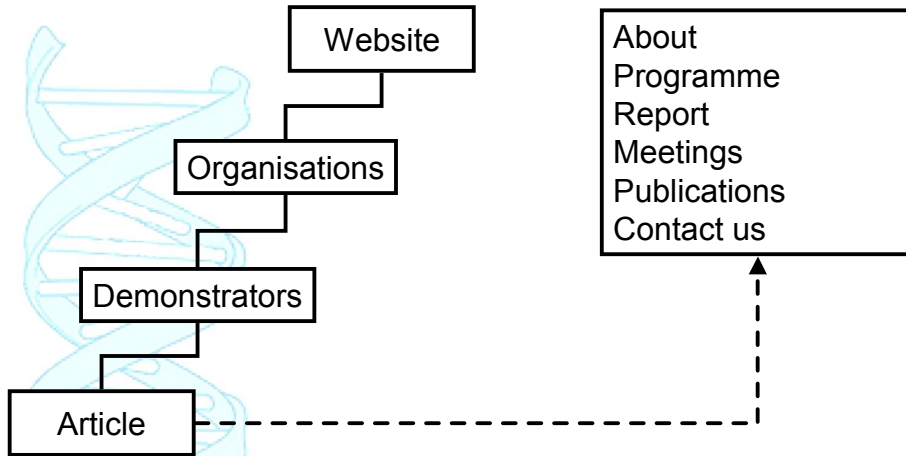 Website
Organisations
Demonstrators
Article
About
Programme
Report
Meetings
Publications
Contact us